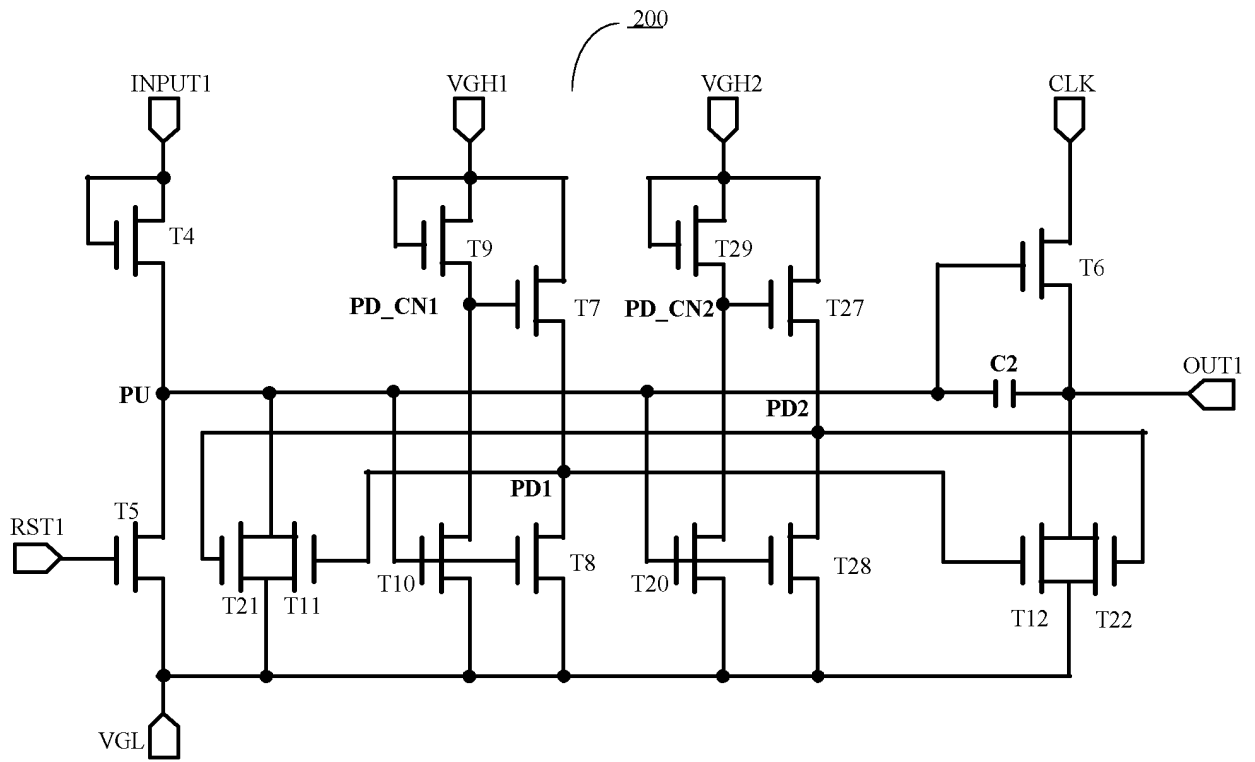 200
INPUT1
VGH1
VGH2
CLK
T4
T9
T29
T6
PD_CN1
T7
PD_CN2
T27
C2
OUT1
PU
PD2
PD1
T5
RST1
T8
T10
T20
T28
T21
T11
T12
T22
VGL